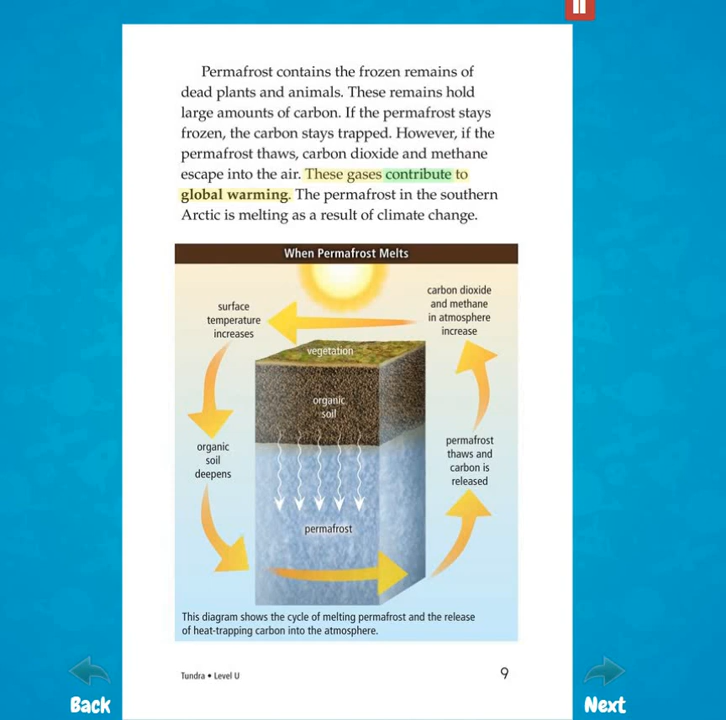 Permafrost contains the frozen remains of
dead plants and animals. These remains hold
large amounts of carbon. If the permafrost stays
frozen, the carbon stays trapped. However, if the
permafrost thaws, carbon dioxide and methane
escape into the air. These gases contribute to
global warming. The permafrost in the southern
Arctic is melting as a result of climate change.
When Permafrost Melts
carbon dioxide
and methane
in atmosphere
increase
surface
temperature
increases
vegetation
organic
soil
organic
soil
deepens
permafrost
thaws and
carbon is
released
permafrost
This diagram shows the cycle of melting permafrost and the release
of heat-trapping carbon into the atmosphere.
Tundra • Level U
9
Back
Next